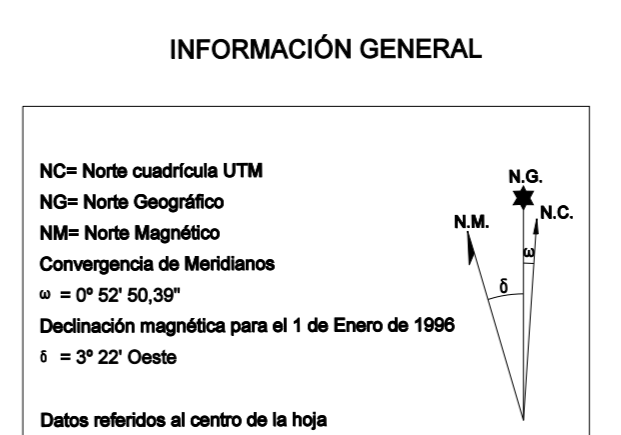 INFORMACIÓN GENERAL
NC= Norte cuadrícula UTM
NG= Norte Geográfico
NM= Norte Magnético
Convergencia de Meridianos
ω = 0º 52' 50,39"
Declinación magnética para el 1 de Enero de 1996
δ = 3º 22' Oeste
Datos referidos al centro de la hoja
N.G.
N.M.
N.C.
ω
δ